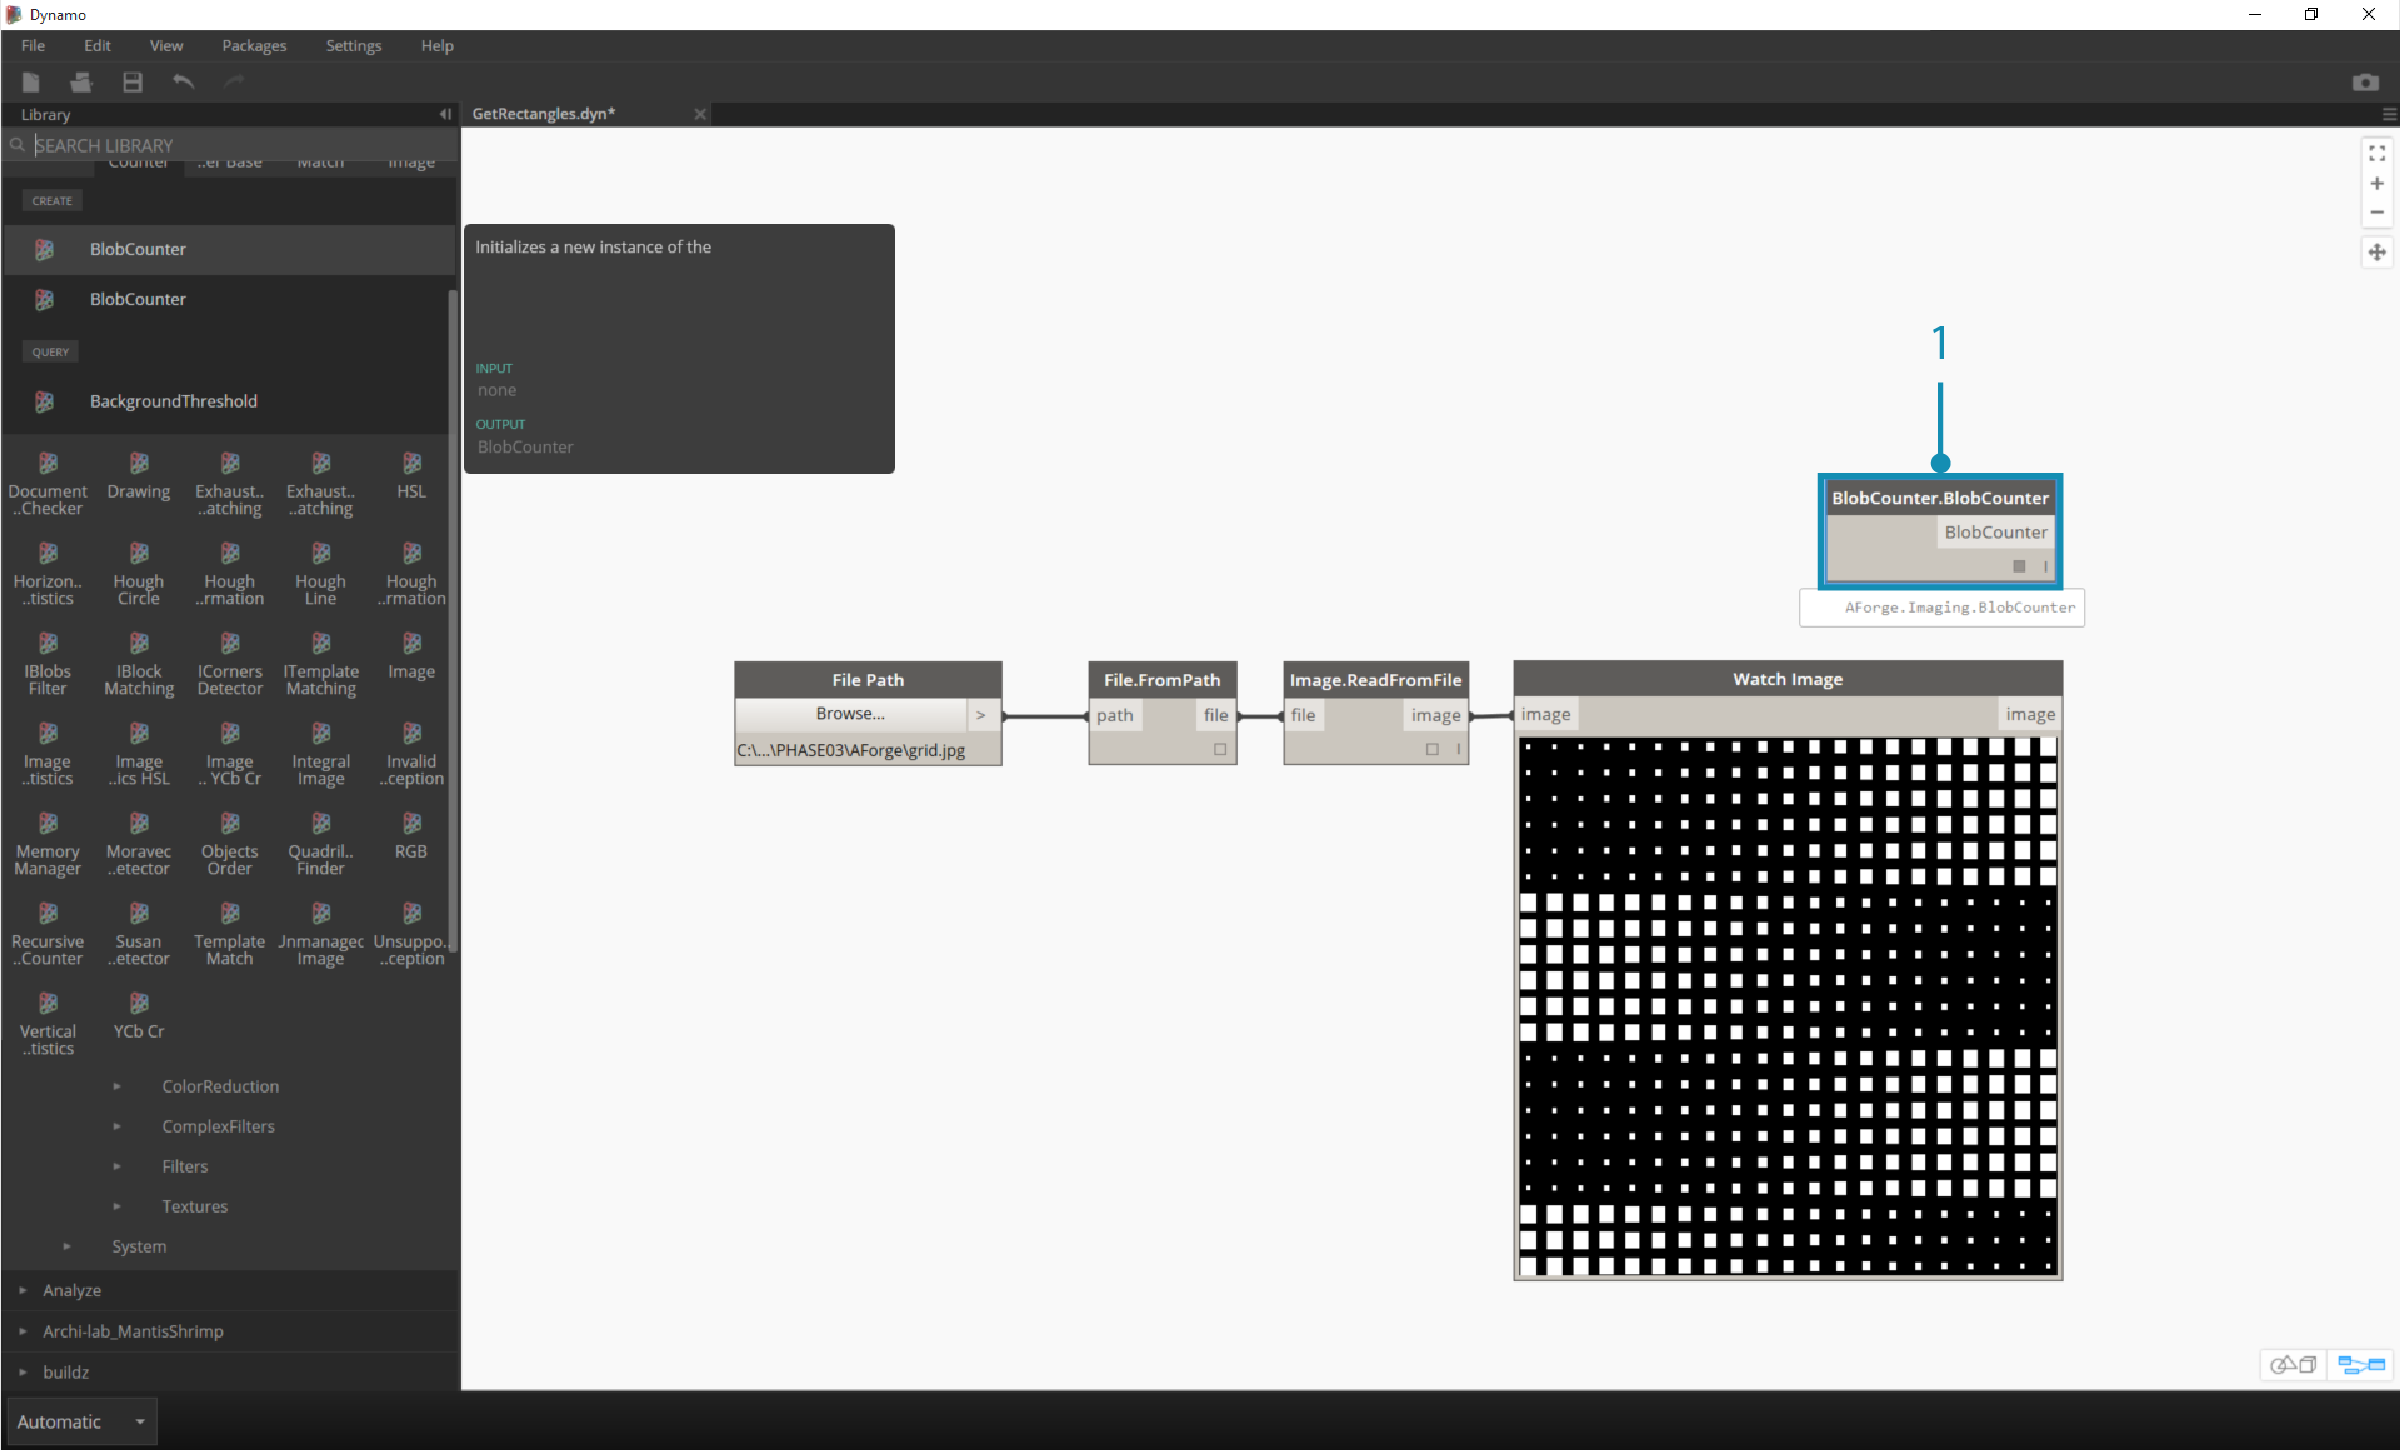 Dynamo
File Edit View Packages Settings Help
Library
GetRectangles.dyn*
SEARCH LIBRARY
Counter ..er Base Match Image
CREATE
BlobCounter
BlobCounter
QUERY
BackgroundThreshold
Document ..Checker
Drawing
Exhaust.. ..atching
Exhaust.. ..atching
HSL
Horizon.. ..tistics
Hough Circle
Hough ..rmation
Hough Line
Hough ..rmation
IBlobs Filter
IBlock Matching
ICorners Detector
ITemplate Matching
Image
Image ..tistics
Image ..ics HSL
Image .. YCb Cr
Integral Image
Invalid ..ception
Memory Manager
Moravec ..etector
Objects Order
Quadril.. Finder
RGB
Recursive ..Counter
Susan ..etector
Template Match
Unmanaged Image
Unsuppo.. ..ception
Vertical ..tistics
YCb Cr
ColorReduction
ComplexFilters
Filters
Textures
System
Analyze
Archi-lab_MantisShrimp
buildz
Automatic
Initializes a new instance of the
INPUT
none
OUTPUT
BlobCounter
1
BlobCounter.BlobCounter
BlobCounter
AForge.Imaging.BlobCounter
File Path
Browse...
>
C:\...\PHASE03\AForge\grid.jpg
File.FromPath
path file
Image.ReadFromFile
file image
Watch Image
image image